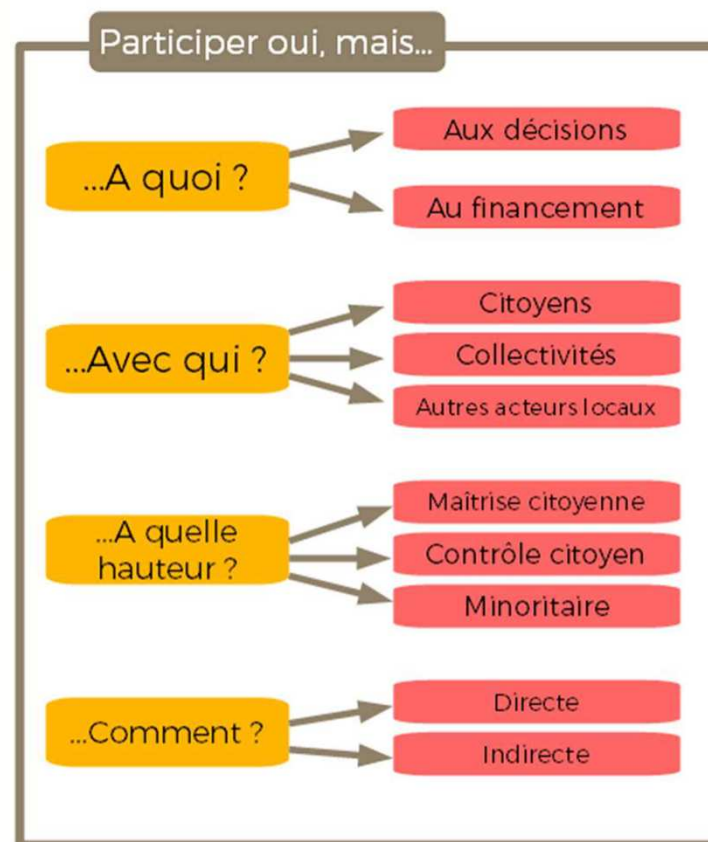 Participer oui, mais...
...A quoi ?
Aux décisions
Au financement
...Avec qui ?
Citoyens
Collectivités
Autres acteurs locaux
...A quelle
hauteur ?
Maîtrise citoyenne
Contrôle citoyen
Minoritaire
...Comment ?
Directe
Indirecte